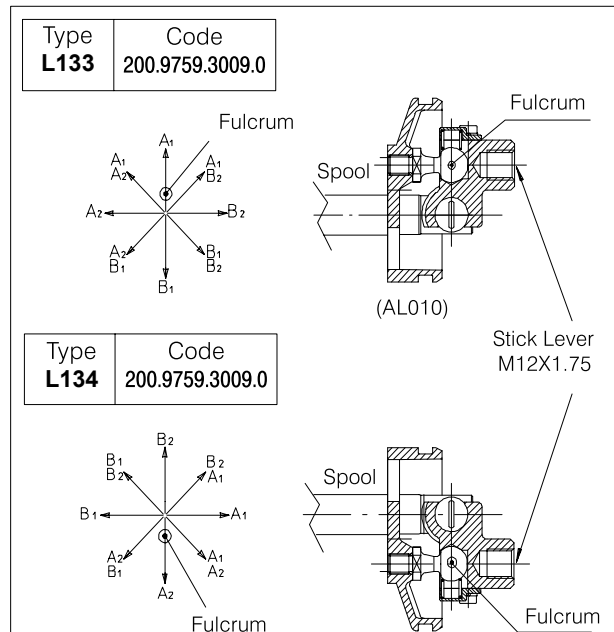 Type Code
L133 200.9759.3009.0
Fulcrum
A1
A1 A2
A1 B2
A2
B2
A2 B1
B1 B2
B1
Fulcrum
Spool
(AL010)
Stick Lever
M12X1.75
Type Code
L134 200.9759.3009.0
B2
B1 B2
B2 A1
B1
A1
A2 B1
A1 A2
A2
Fulcrum
Spool
Fulcrum